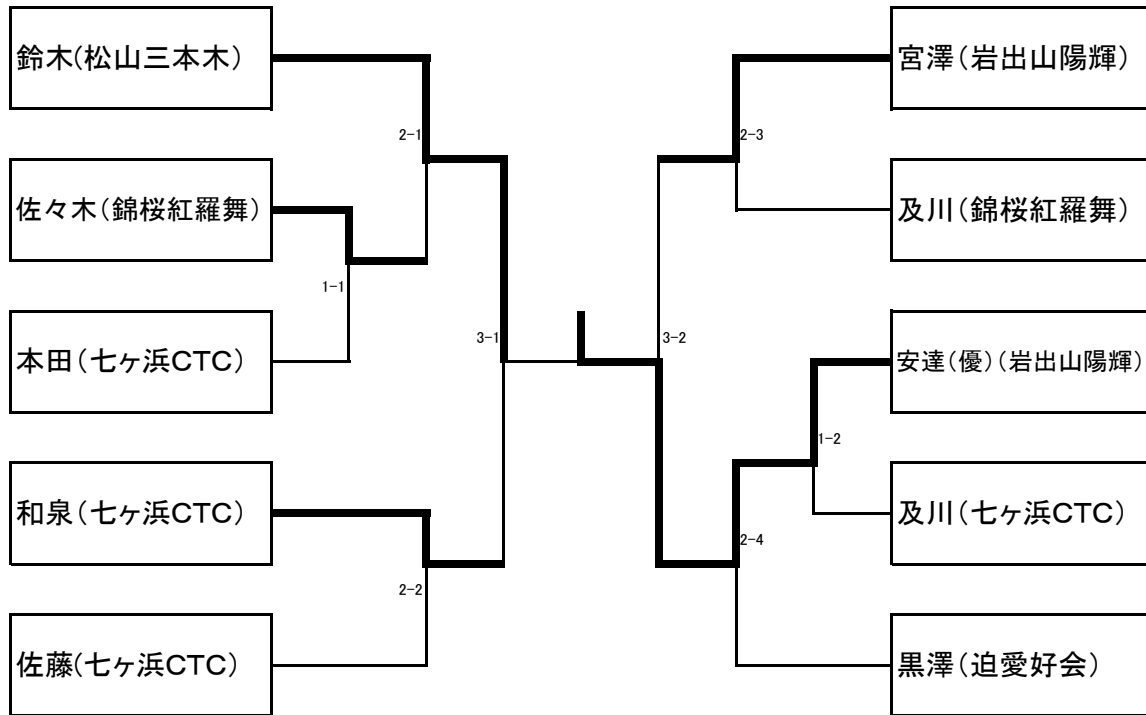 鈴木(松山三本木)
宮澤(岩出山陽輝)
2-1
2-3
佐々木(錦桜紅羅舞)
及川(錦桜紅羅舞)
1-1
本田(七ヶ浜CTC)
3-1
3-2
安達(優)(岩出山陽輝)
1-2
和泉(七ヶ浜CTC)
及川(七ヶ浜CTC)
2-2
2-4
佐藤(七ヶ浜CTC)
黒澤(迫愛好会)